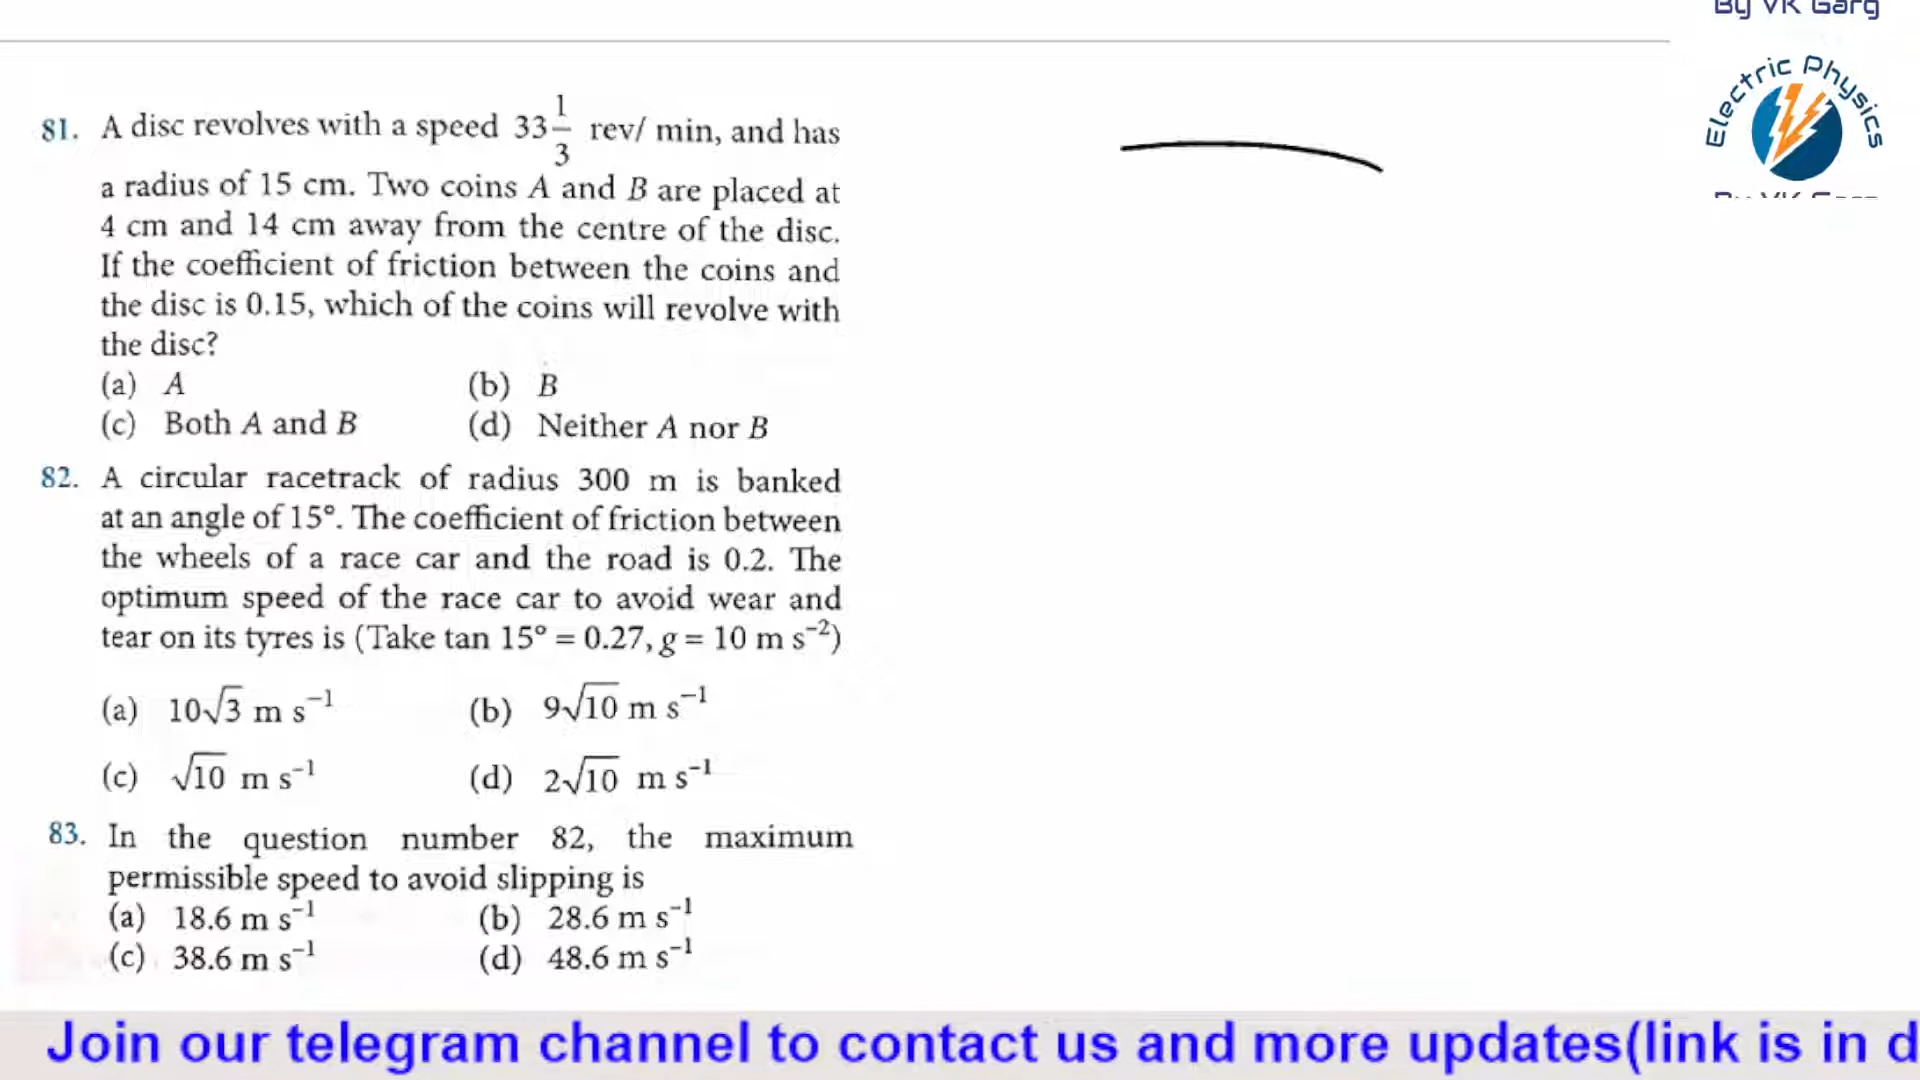 By VK Garg
Electric Physics
81. A disc revolves with a speed 33 1/3 rev/ min, and has
a radius of 15 cm. Two coins A and B are placed at
4 cm and 14 cm away from the centre of the disc.
If the coefficient of friction between the coins and
the disc is 0.15, which of the coins will revolve with
the disc?
(a) A (b) B
(c) Both A and B (d) Neither A nor B
82. A circular racetrack of radius 300 m is banked
at an angle of 15°. The coefficient of friction between
the wheels of a race car and the road is 0.2. The
optimum speed of the race car to avoid wear and
tear on its tyres is (Take tan 15° = 0.27, g = 10 m s⁻²)
(a) 10√3 m s⁻¹ (b) 9√10 m s⁻¹
(c) √10 m s⁻¹ (d) 2√10 m s⁻¹
83. In the question number 82, the maximum
permissible speed to avoid slipping is
(a) 18.6 m s⁻¹ (b) 28.6 m s⁻¹
(c) 38.6 m s⁻¹ (d) 48.6 m s⁻¹
Join our telegram channel to contact us and more updates(link is in d